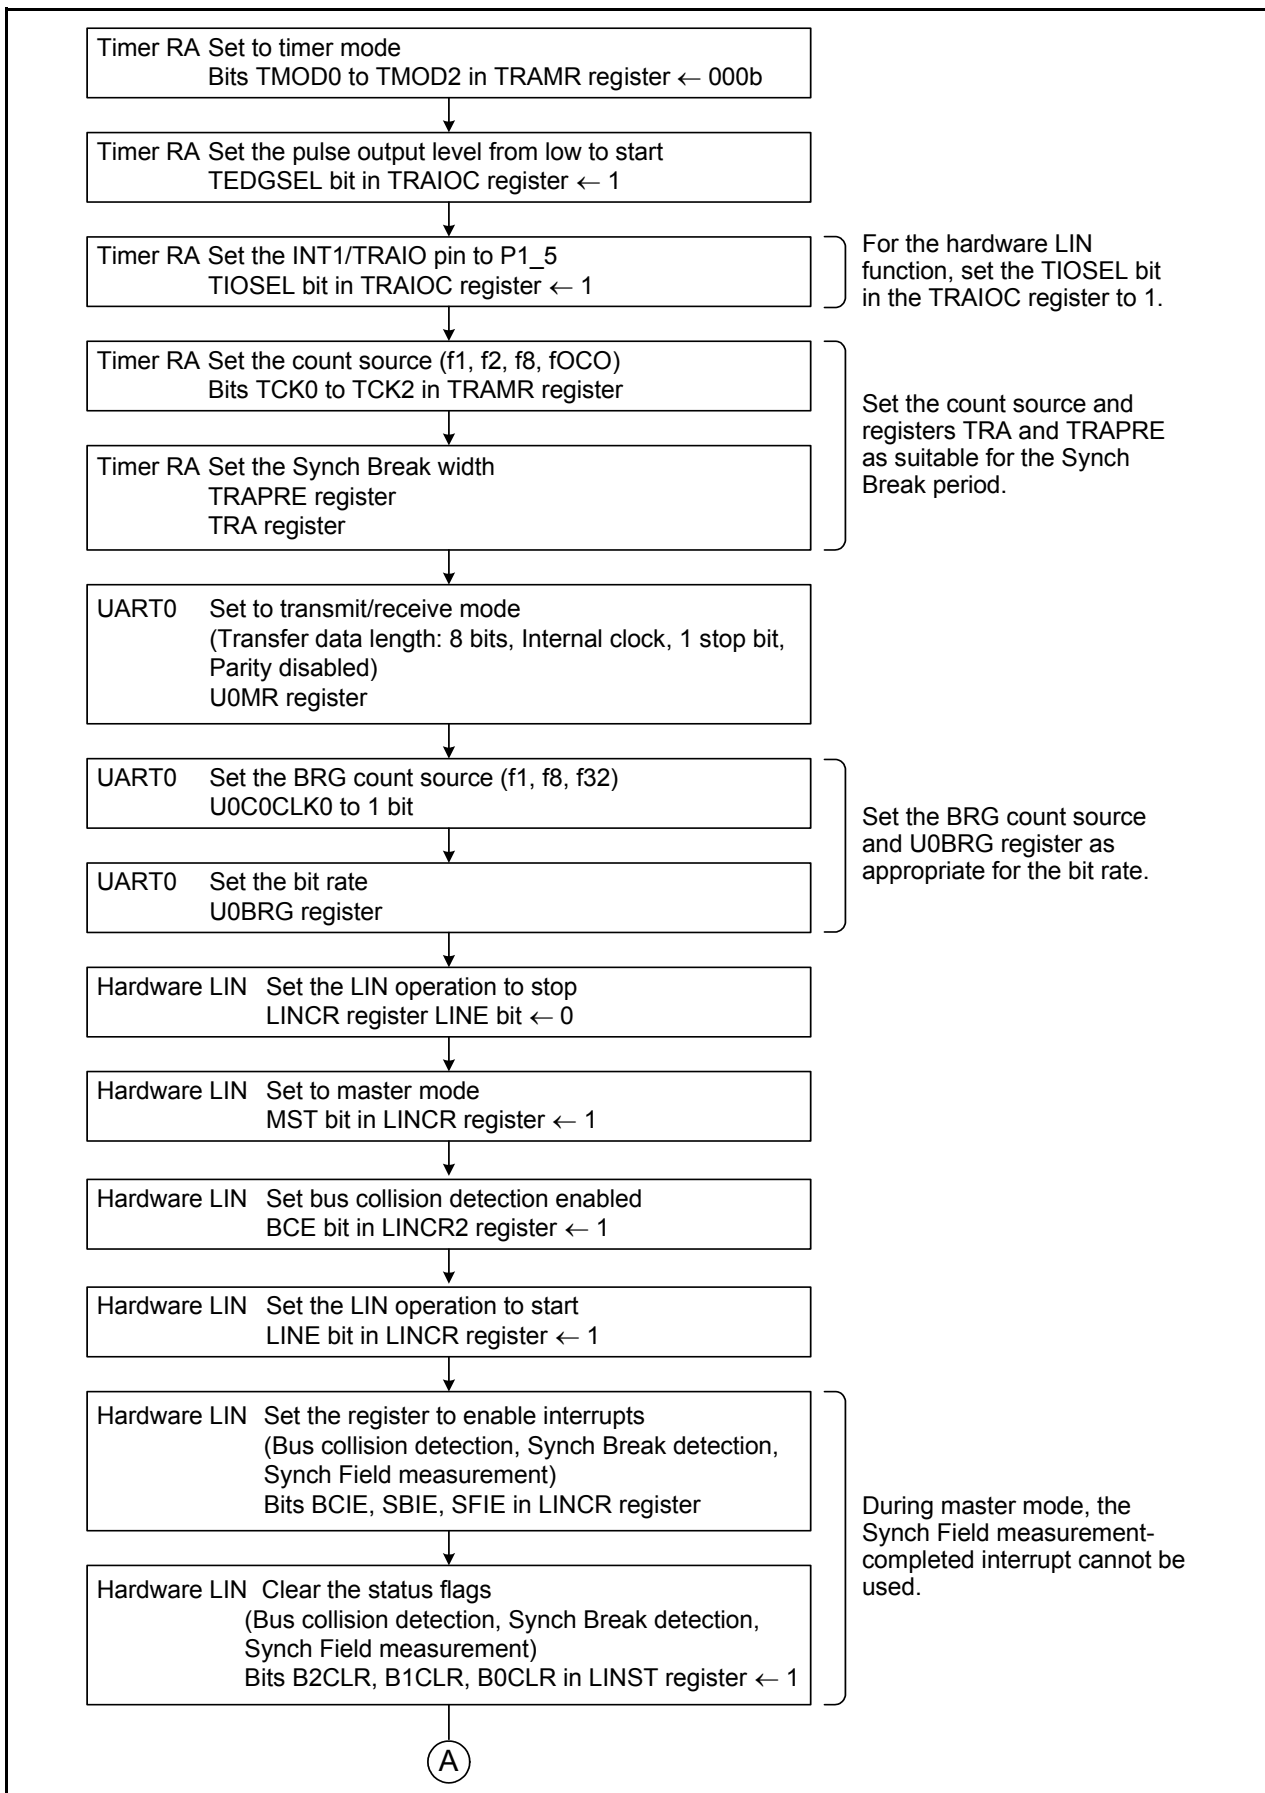 Timer RA Set to timer mode
Bits TMOD0 to TMOD2 in TRAMR register ← 000b
Timer RA Set the pulse output level from low to start
TEDGSEL bit in TRAIOC register ← 1
Timer RA Set the INT1/TRAIO pin to P1_5
TIOSEL bit in TRAIOC register ← 1
For the hardware LIN
function, set the TIOSEL bit
in the TRAIOC register to 1.
Timer RA Set the count source (f1, f2, f8, fOCO)
Bits TCK0 to TCK2 in TRAMR register
Timer RA Set the Synch Break width
TRAPRE register
TRA register
Set the count source and
registers TRA and TRAPRE
as suitable for the Synch
Break period.
UART0 Set to transmit/receive mode
(Transfer data length: 8 bits, Internal clock, 1 stop bit,
Parity disabled)
U0MR register
UART0 Set the BRG count source (f1, f8, f32)
U0C0CLK0 to 1 bit
UART0 Set the bit rate
U0BRG register
Set the BRG count source
and U0BRG register as
appropriate for the bit rate.
Hardware LIN Set the LIN operation to stop
LINCR register LINE bit ← 0
Hardware LIN Set to master mode
MST bit in LINCR register ← 1
Hardware LIN Set bus collision detection enabled
BCE bit in LINCR2 register ← 1
Hardware LIN Set the LIN operation to start
LINE bit in LINCR register ← 1
Hardware LIN Set the register to enable interrupts
(Bus collision detection, Synch Break detection,
Synch Field measurement)
Bits BCIE, SBIE, SFIE in LINCR register
Hardware LIN Clear the status flags
(Bus collision detection, Synch Break detection,
Synch Field measurement)
Bits B2CLR, B1CLR, B0CLR in LINST register ← 1
During master mode, the
Synch Field measurement-
completed interrupt cannot be
used.
A